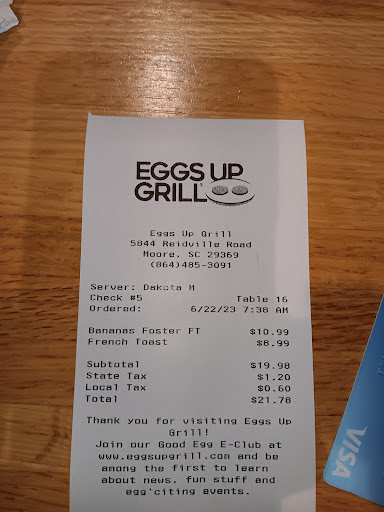 EGGS UP
GRILL
Eggs Up Grill
5844 Reidville Road
Moore, SC 29369
(864)485-3091
Server: Dakota M
Check #5 Table 16
Ordered: 6/22/23 7:38 AM
Bananas Foster FT $10.99
French Toast $8.99
Subtotal $19.98
State Tax $1.20
Local Tax $0.60
Total $21.78
Thank you for visiting Eggs Up
Grill!
Join our Good Egg E-Club at
www.eggsupgrill.com and be
among the first to learn
about news, fun stuff and
egg'citing events.
VISA